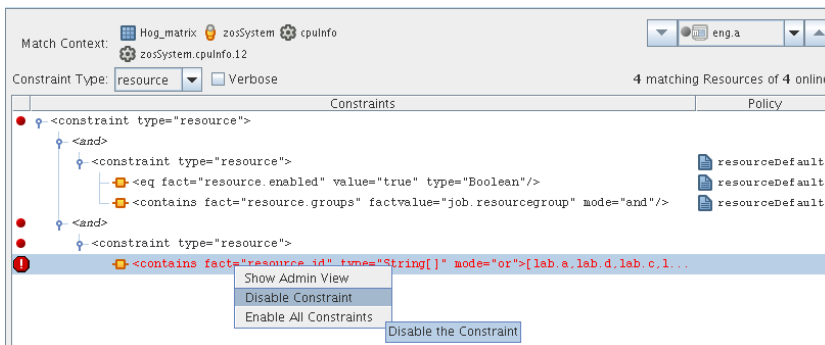 Match Context: Hog_matrix zosSystem cpuInfo
zosSystem.cpuInfo.12
eng.a
Constraint Type: resource Verbose
4 matching Resources of 4 online
Constraints Policy
<constraint type="resource">
<and>
<constraint type="resource">
<eq fact="resource.enabled" value="true" type="Boolean"/> resourceDefault
<contains fact="resource.groups" factvalue="job.resourcegroup" mode="and"/> resourceDefault
resourceDefault
<and>
<constraint type="resource">
<contains fact="resource.id" type="String[]" mode="or">[lab.a,lab.d,lab.c,l...
Show Admin View
Disable Constraint
Enable All Constraints
Disable the Constraint